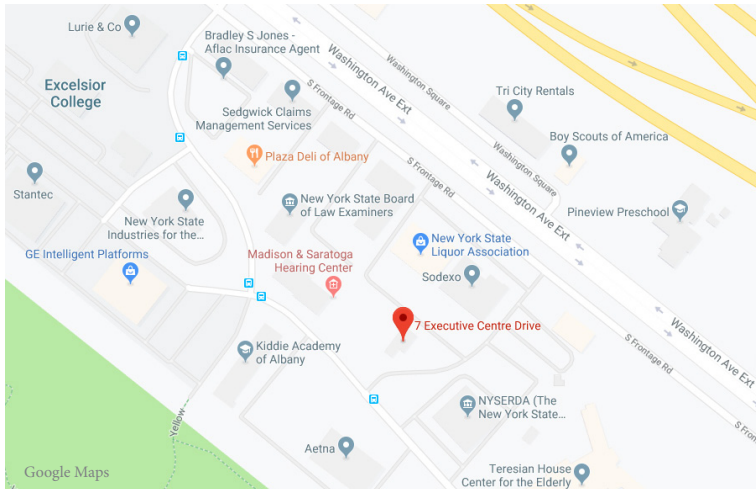 Lurie & Co
Bradley S Jones -
Aflac Insurance Agent
Washington Ave Ext
Washington Square
S Frontage Rd
Excelsior
College
Sedgwick Claims
Management Services
Tri City Rentals
Boy Scouts of America
Plaza Deli of Albany
Washington Square
S Frontage Rd
Washington Ave Ext
Stantec
New York State Board
of Law Examiners
Pineview Preschool
New York State
Industries for the...
GE Intelligent Platforms
Madison & Saratoga
Hearing Center
New York State
Liquor Association
Sodexo
7 Executive Centre Drive
Washington Ave Ext
Kiddie Academy
of Albany
S Frontage Rd
NYSERDA (The
New York State...
Yellow
Aetna
Teresian House
Center for the Elderly
Google Maps